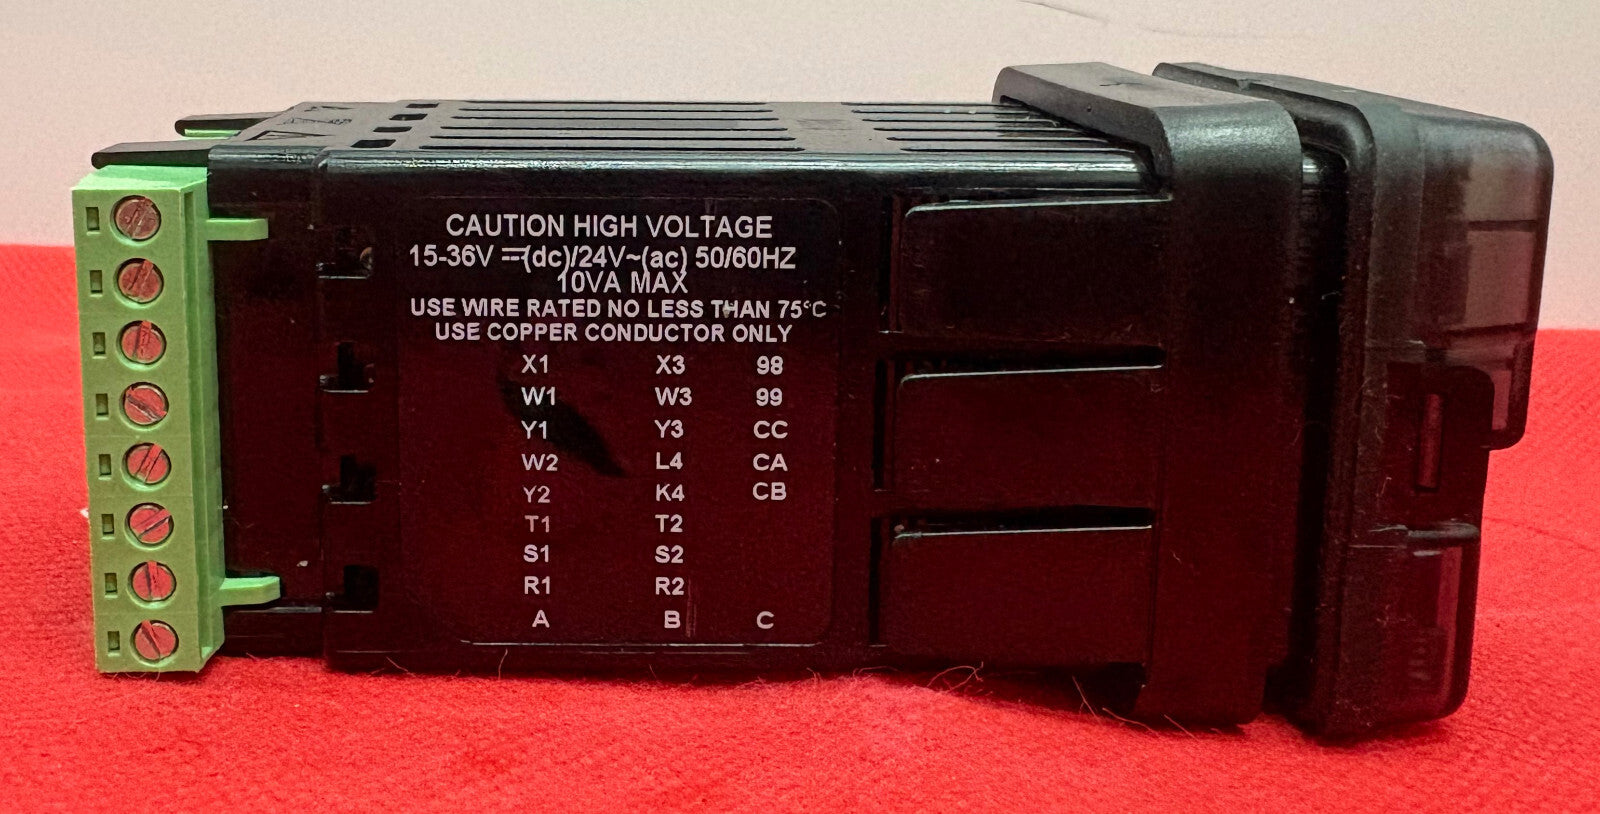 CAUTION HIGH VOLTAGE
15-36V ⎓(dc)/24V~(ac) 50/60HZ
10VA MAX
USE WIRE RATED NO LESS THAN 75°C
USE COPPER CONDUCTOR ONLY
X1 X3 98
W1 W3 99
Y1 Y3 CC
W2 L4 CA
Y2 K4 CB
T1 T2
S1 S2
R1 R2
A B C